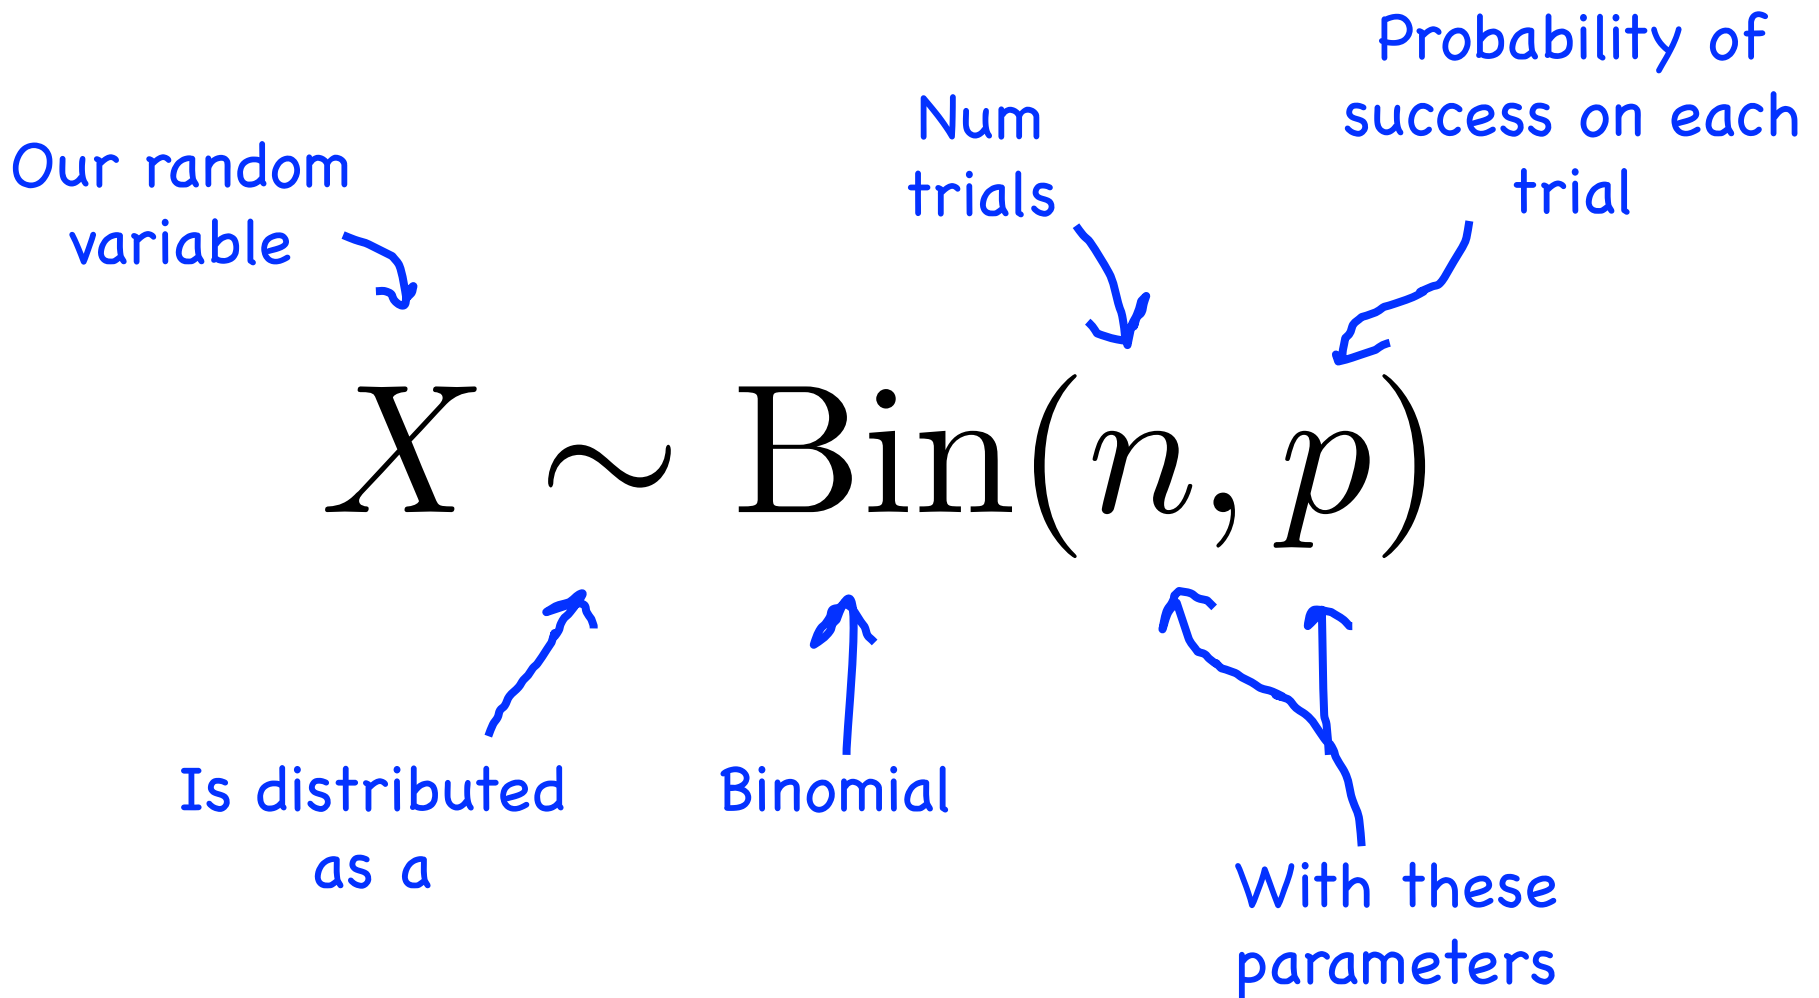 Probability of
success on each
trial
Num
trials
Our random
variable
X ∼ Bin(n, p)
Is distributed
as a
Binomial
With these
parameters